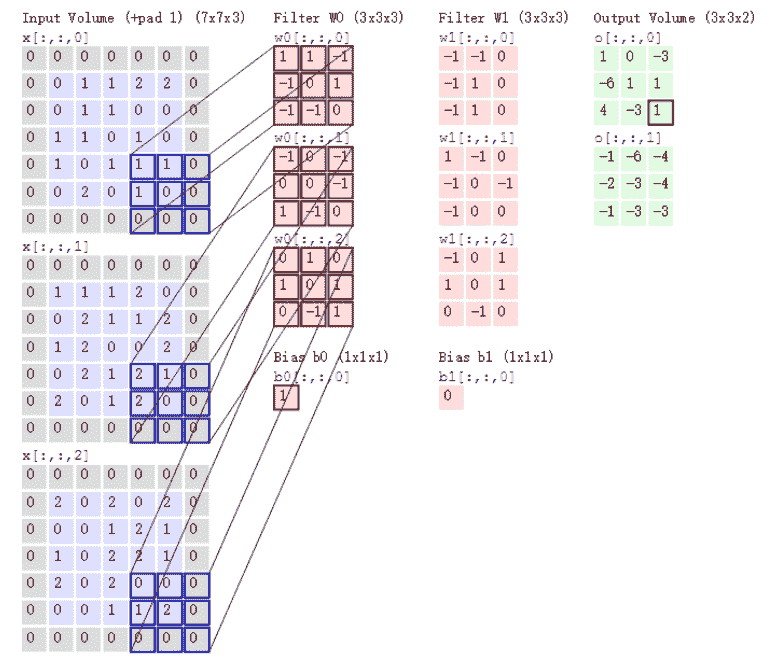 Input Volume (+pad 1) (7x7x3)
x[:,:,0]
0 0 0 0 0 0 0
0 0 1 1 2 2 0
0 0 1 1 0 0 0
0 1 1 0 1 0 0
0 1 0 1 1 1 0
0 0 2 0 1 0 0
0 0 0 0 0 0 0
x[:,:,1]
0 0 0 0 0 0 0
0 1 1 1 2 0 0
0 0 2 1 1 2 0
0 1 2 0 0 2 0
0 0 2 1 2 1 0
0 2 0 1 2 0 0
0 0 0 0 0 0 0
x[:,:,2]
0 0 0 0 0 0 0
0 2 0 2 0 2 0
0 0 0 1 2 1 0
0 1 0 2 2 1 0
0 2 0 2 0 0 0
0 0 0 1 1 2 0
0 0 0 0 0 0 0
Filter W0 (3x3x3)
w0[:,:,0]
1 1 -1
-1 0 1
-1 -1 0
w0[:,:,1]
-1 0 -1
0 0 -1
1 -1 0
w0[:,:,2]
0 1 0
1 0 1
0 -1 1
Bias b0 (1x1x1)
b0[:,:,0]
1
Filter W1 (3x3x3)
w1[:,:,0]
-1 -1 0
-1 1 0
-1 1 0
w1[:,:,1]
1 -1 0
-1 0 -1
-1 0 0
w1[:,:,2]
-1 0 1
1 0 1
0 -1 0
Bias b1 (1x1x1)
b1[:,:,0]
0
Output Volume (3x3x2)
o[:,:,0]
1 0 -3
-6 1 1
4 -3 1
o[:,:,1]
-1 -6 -4
-2 -3 -4
-1 -3 -3